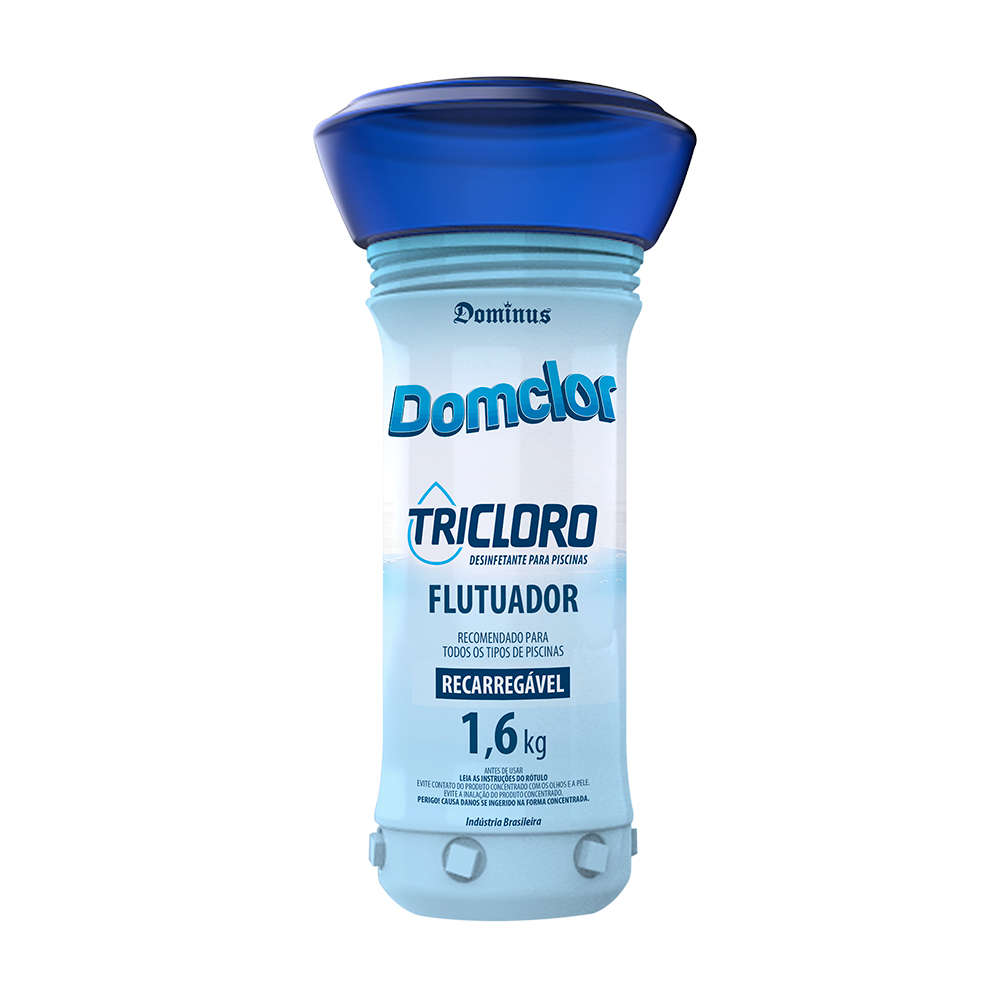 Dominus
Domclor
TRICLORO
DESINFETANTE PARA PISCINAS
FLUTUADOR
RECOMENDADO PARA
TODOS OS TIPOS DE PISCINAS
RECARREGÁVEL
1,6 kg
ANTES DE USAR
LEIA AS INSTRUÇÕES DO RÓTULO
EVITE CONTATO DO PRODUTO CONCENTRADO COM OS OLHOS E A PELE.
EVITE A INALAÇÃO DO PRODUTO CONCENTRADO.
PERIGO! CAUSA DANOS SE INGERIDO NA FORMA CONCENTRADA.
Indústria Brasileira